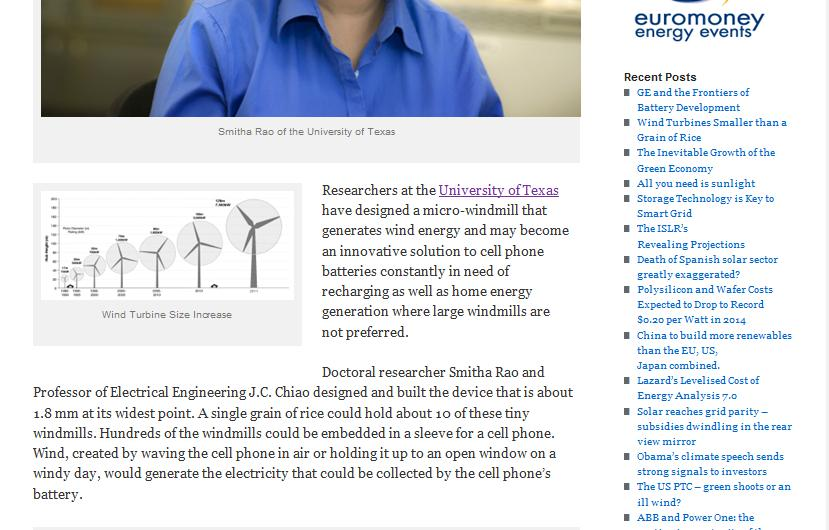 Smitha Rao of the University of Texas
Wind Turbine Size Increase
Researchers at the University of Texas
have designed a micro-windmill that
generates wind energy and may become
an innovative solution to cell phone
batteries constantly in need of
recharging as well as home energy
generation where large windmills are
not preferred.
Doctoral researcher Smitha Rao and
Professor of Electrical Engineering J.C. Chiao designed and built the device that is about
1.8 mm at its widest point. A single grain of rice could hold about 10 of these tiny
windmills. Hundreds of the windmills could be embedded in a sleeve for a cell phone.
Wind, created by waving the cell phone in air or holding it up to an open window on a
windy day, would generate the electricity that could be collected by the cell phone's
battery.
euromoney
energy events
Recent Posts
GE and the Frontiers of
Battery Development
Wind Turbines Smaller than a
Grain of Rice
The Inevitable Growth of the
Green Economy
All you need is sunlight
Storage Technology is Key to
Smart Grid
The ISLR's
Revealing Projections
Death of Spanish solar sector
greatly exaggerated?
Polysilicon and Wafer Costs
Expected to Drop to Record
$0.20 per Watt in 2014
China to build more renewables
than the EU, US,
Japan combined.
Lazard's Levelised Cost of
Energy Analysis 7.0
Solar reaches grid parity –
subsidies dwindling in the rear
view mirror
Obama's climate speech sends
strong signals to investors
The US PTC – green shoots or an
ill wind?
ABB and Power One: the